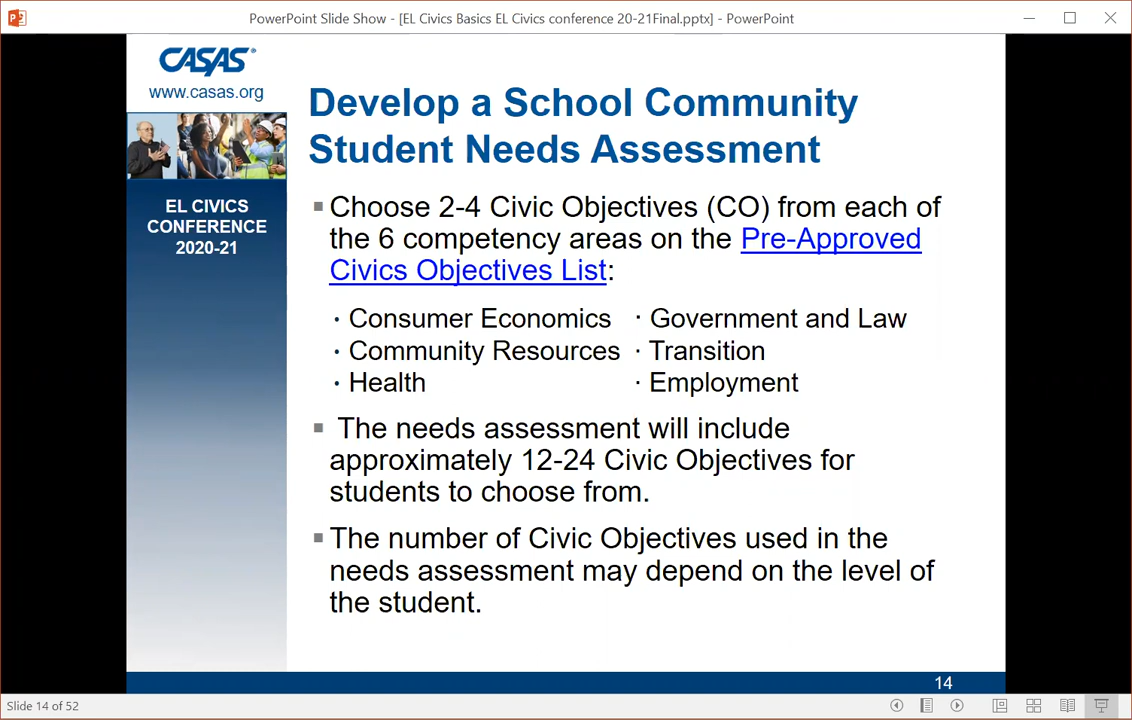 PowerPoint Slide Show - [EL Civics Basics EL Civics conference 20-21Final.pptx] - PowerPoint
CASAS®
www.casas.org
EL CIVICS
CONFERENCE
2020-21
Develop a School Community
Student Needs Assessment
▪ Choose 2-4 Civic Objectives (CO) from each of
the 6 competency areas on the Pre-Approved
Civics Objectives List:
· Consumer Economics · Government and Law
· Community Resources · Transition
· Health · Employment
▪ The needs assessment will include
approximately 12-24 Civic Objectives for
students to choose from.
▪ The number of Civic Objectives used in the
needs assessment may depend on the level of
the student.
14
Slide 14 of 52